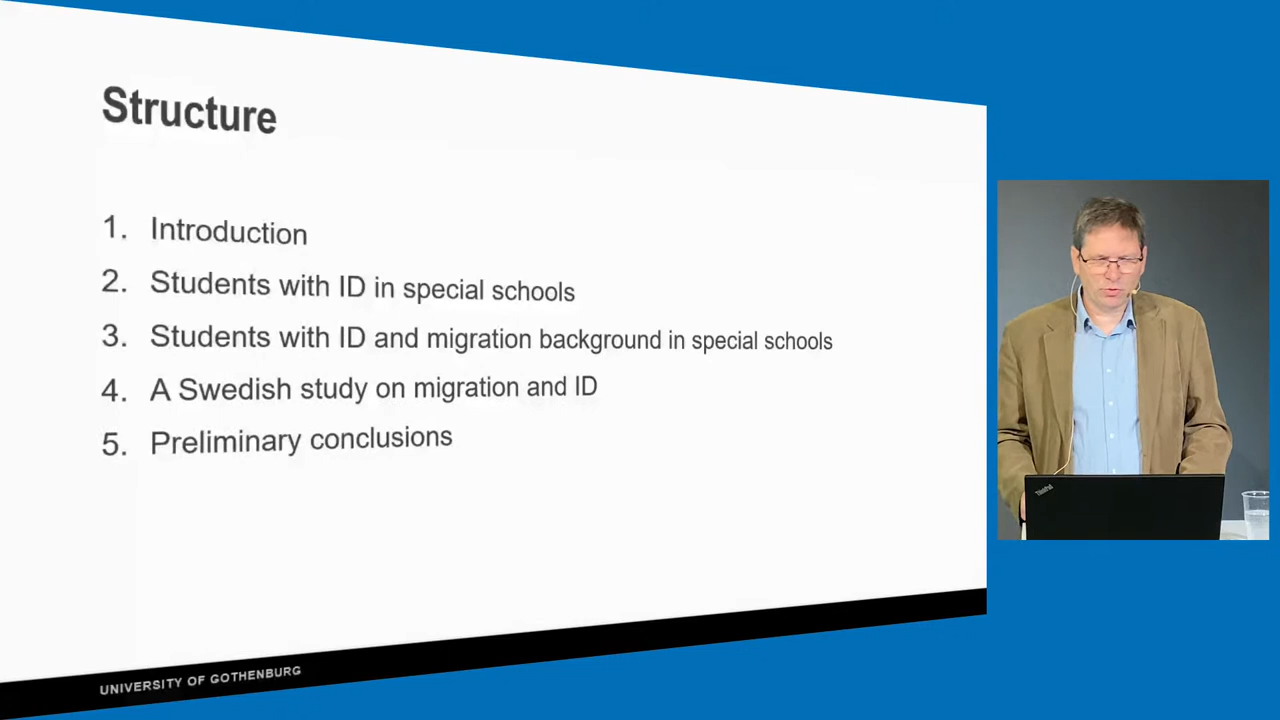 Structure
1. Introduction
2. Students with ID in special schools
3. Students with ID and migration background in special schools
4. A Swedish study on migration and ID
5. Preliminary conclusions
UNIVERSITY OF GOTHENBURG
ThinkPad